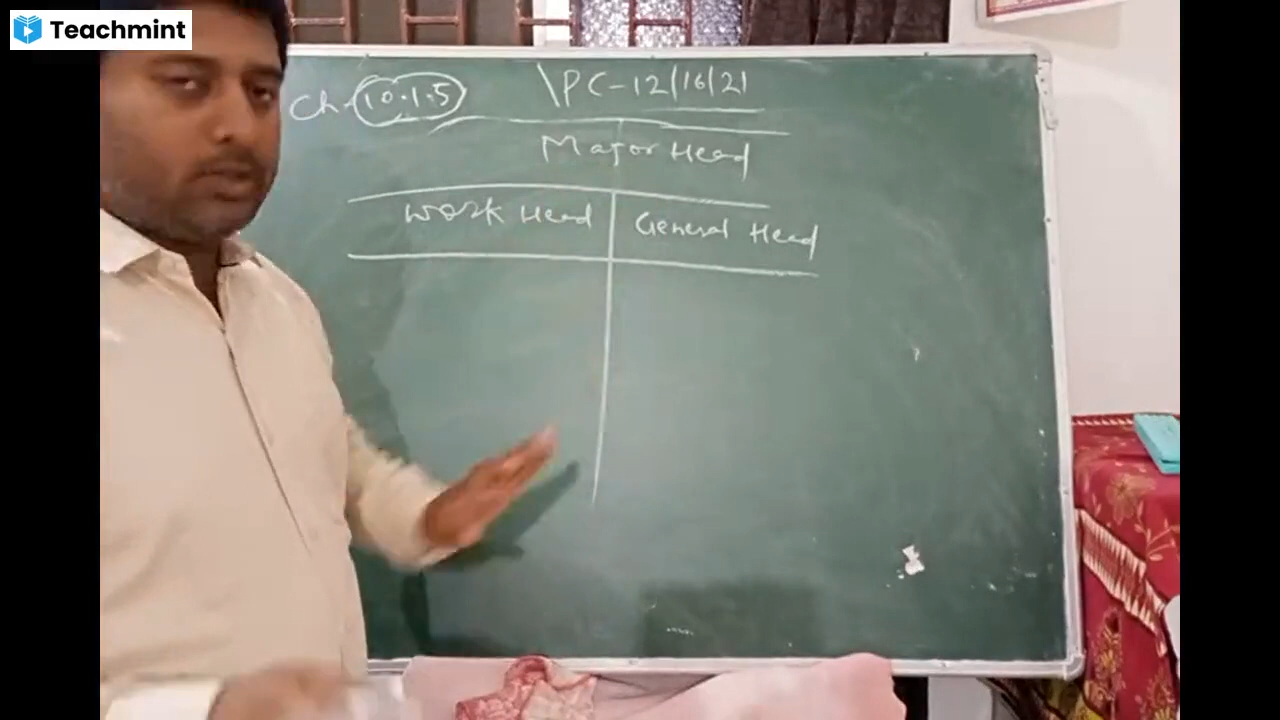 Teachmint
Ch. 10.1.5
\PC-12/16/21
Major Head
Work Head
General Head